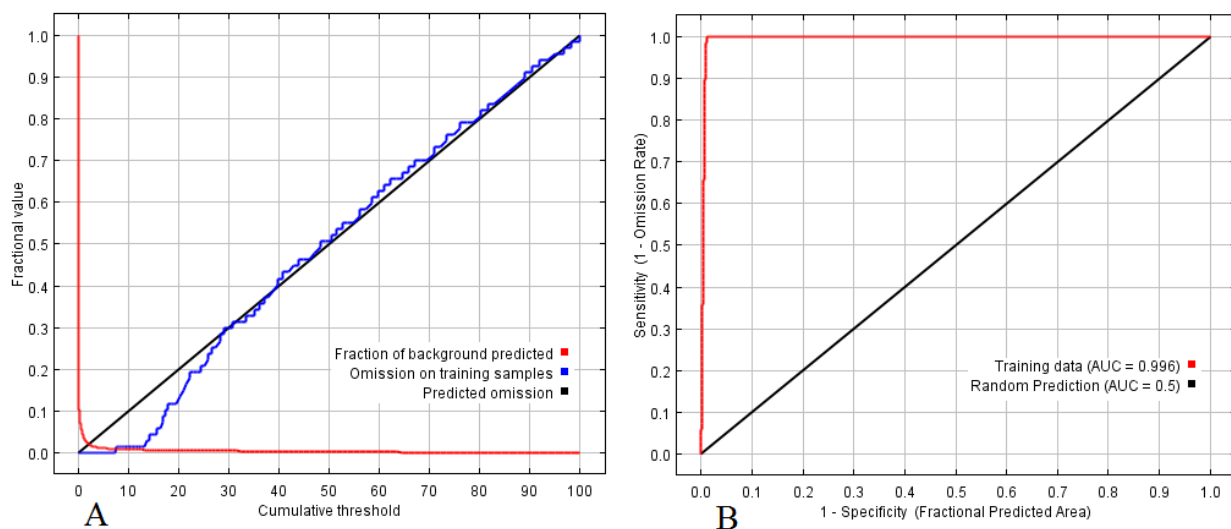 1.0
0.9
0.8
0.7
0.6
0.5
0.4
0.3
0.2
0.1
0.0
Fractional value
Fraction of background predicted
Omission on training samples
Predicted omission
0 10 20 30 40 50 60 70 80 90 100
Cumulative threshold
A
1.0
0.9
0.8
0.7
0.6
0.5
0.4
0.3
0.2
0.1
0.0
Sensitivity (1 - Omission Rate)
Training data (AUC = 0.996)
Random Prediction (AUC = 0.5)
0.0 0.1 0.2 0.3 0.4 0.5 0.6 0.7 0.8 0.9 1.0
1 - Specificity (Fractional Predicted Area)
B